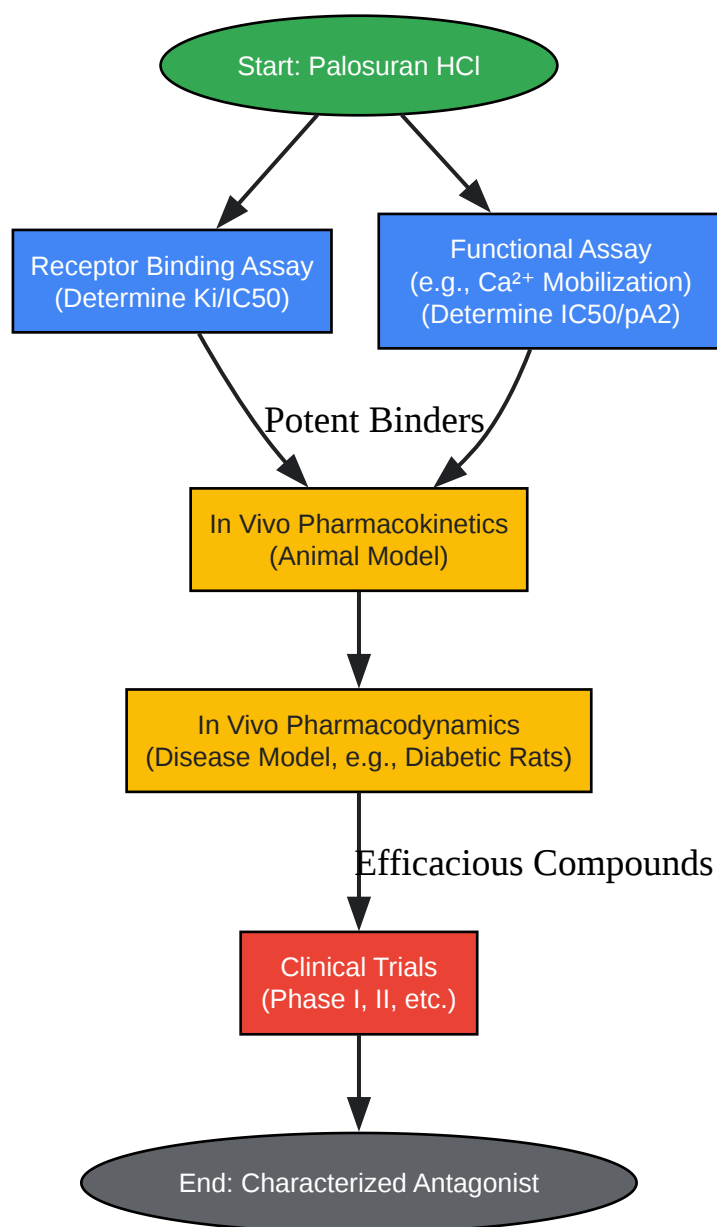 Start: Palosuran HCl
Receptor Binding Assay
(Determine Ki/IC50)
Functional Assay
(e.g., Ca²⁺ Mobilization)
(Determine IC50/pA2)
Potent Binders
In Vivo Pharmacokinetics
(Animal Model)
In Vivo Pharmacodynamics
(Disease Model, e.g., Diabetic Rats)
Efficacious Compounds
Clinical Trials
(Phase I, II, etc.)
End: Characterized Antagonist